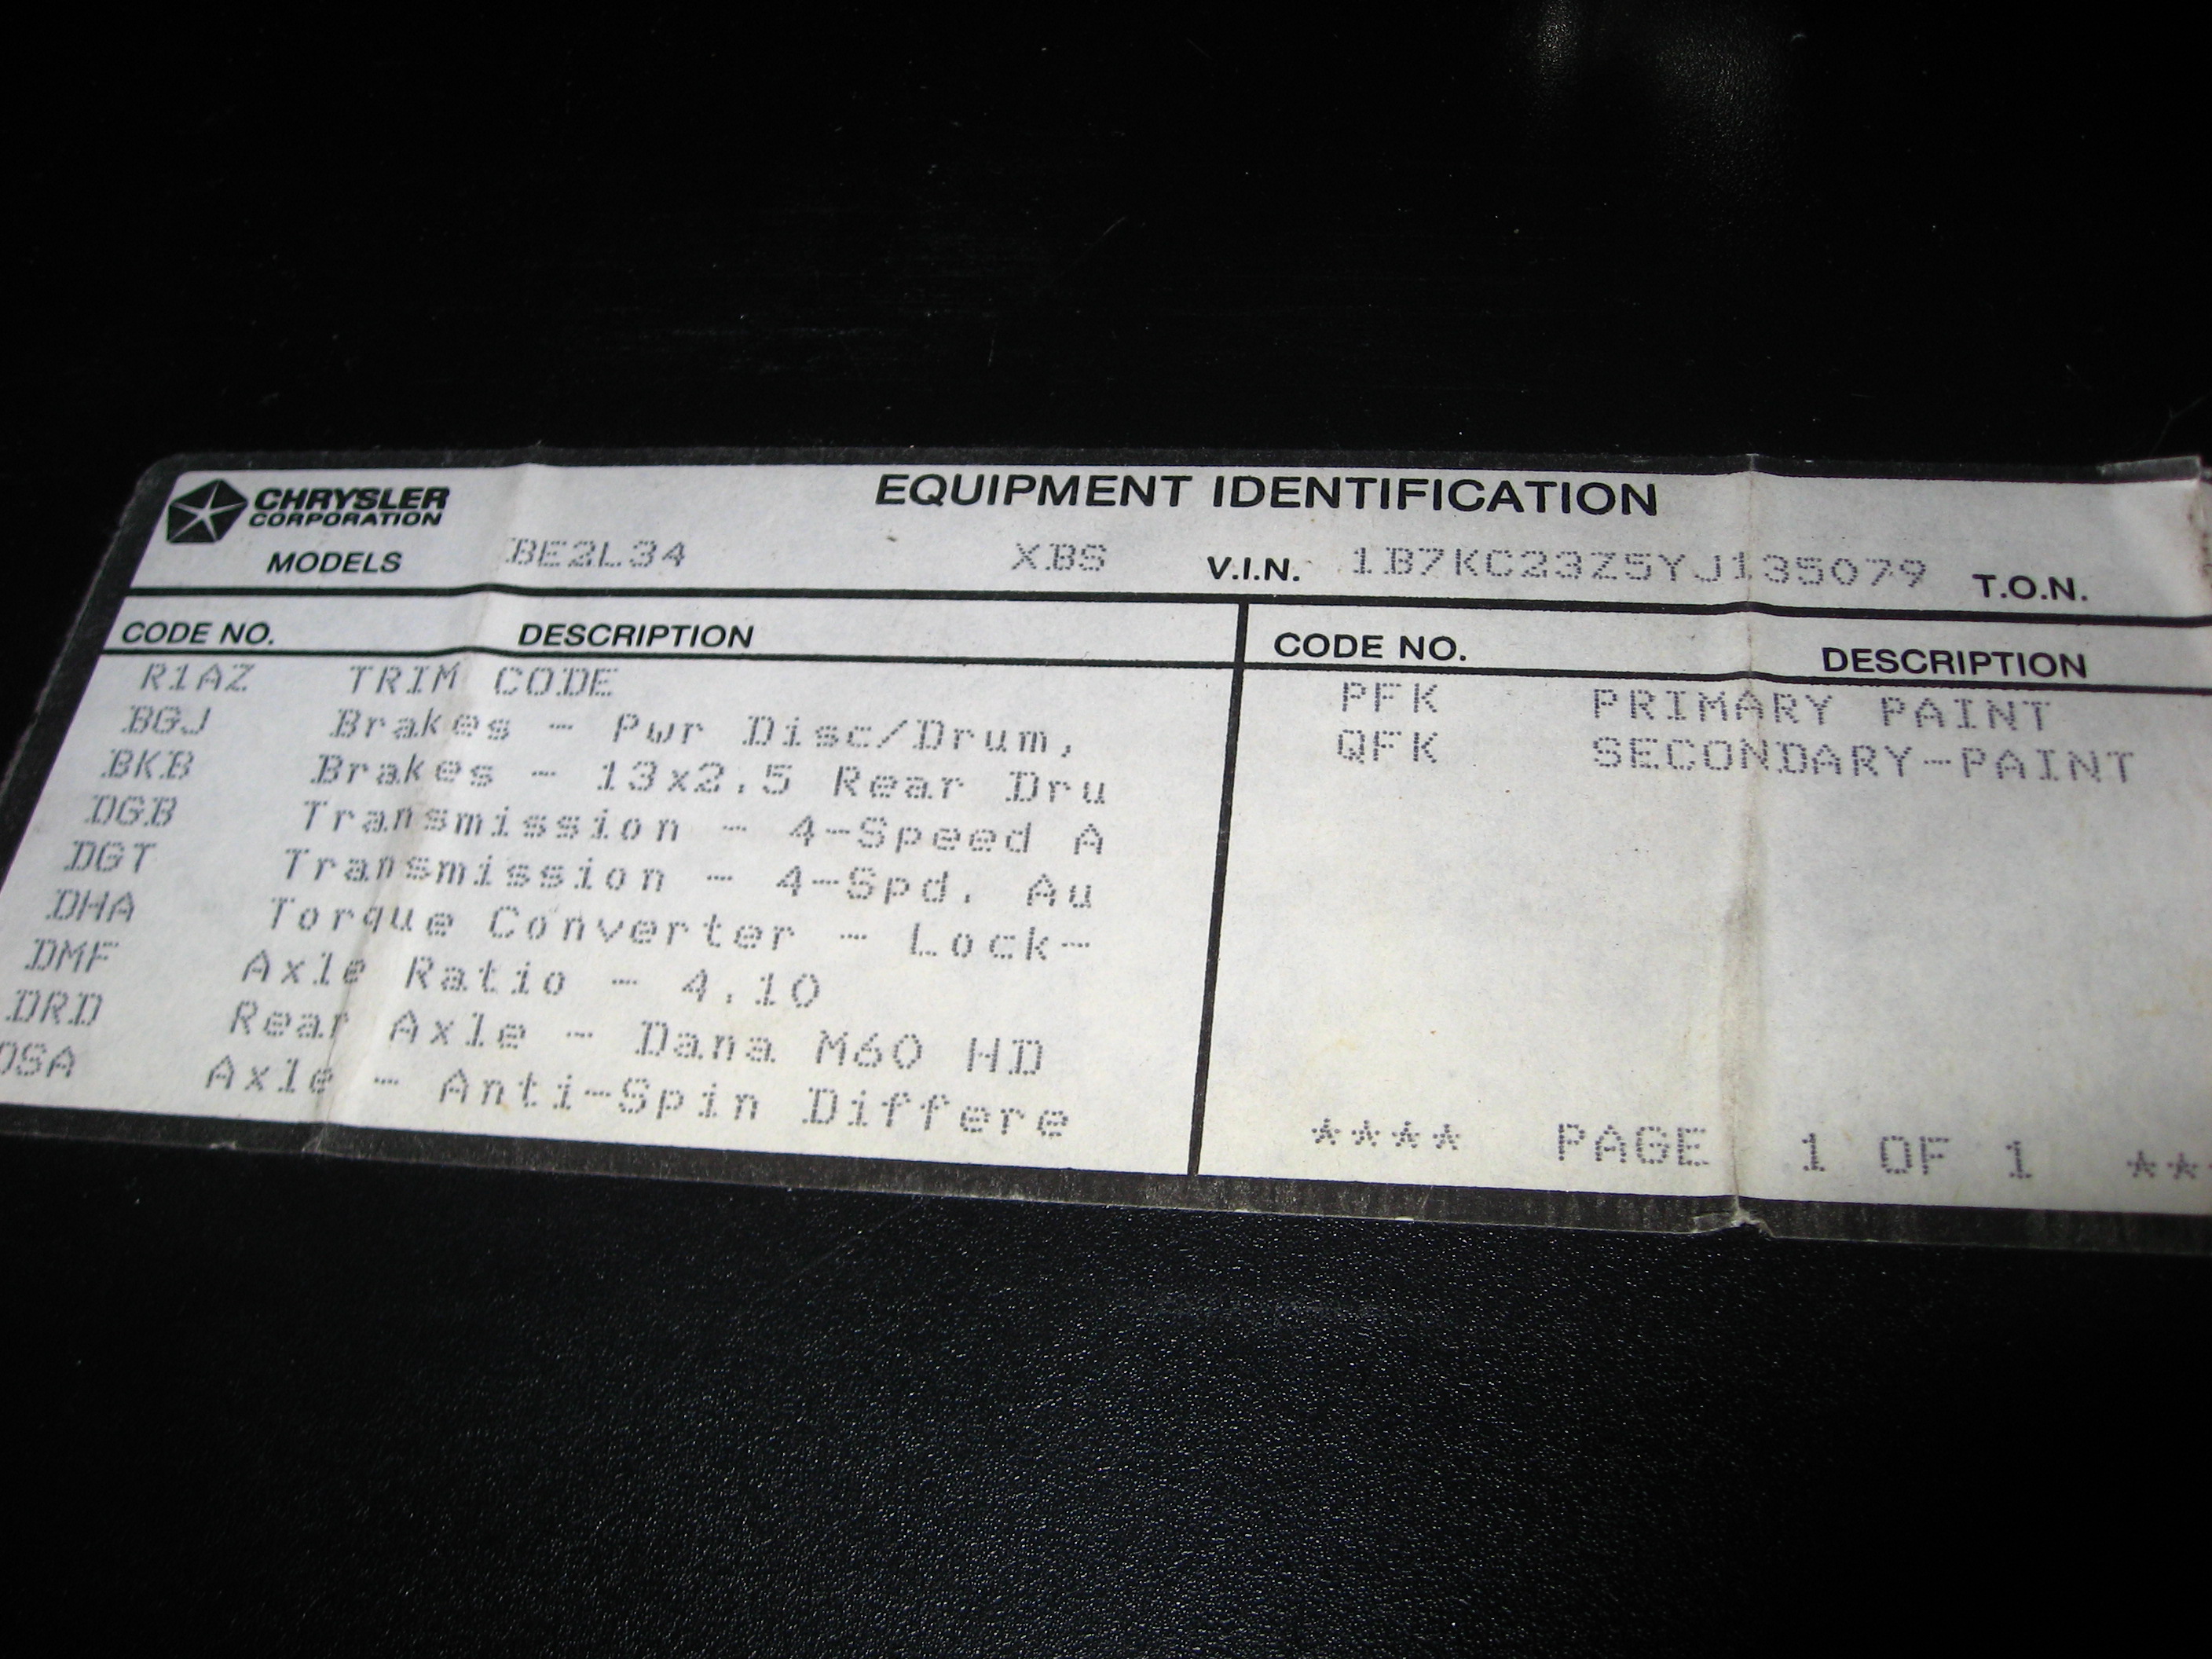 CHRYSLER
CORPORATION
EQUIPMENT IDENTIFICATION
MODELS BE2L34 XBS V.I.N. 1B7KC23Z5YJ135079 T.O.N.
CODE NO. DESCRIPTION
R1AZ TRIM CODE
BGJ Brakes - Pwr Disc/Drum,
BKB Brakes - 13x2.5 Rear Dru
DGB Transmission - 4-Speed A
DGT Transmission - 4-Spd. Au
DHA Torque Converter - Lock-
DMF Axle Ratio - 4.10
DRD Rear Axle - Dana M60 HD
DSA Axle - Anti-Spin Differe
CODE NO. DESCRIPTION
PFK PRIMARY PAINT
QFK SECONDARY-PAINT
**** PAGE 1 OF 1 **